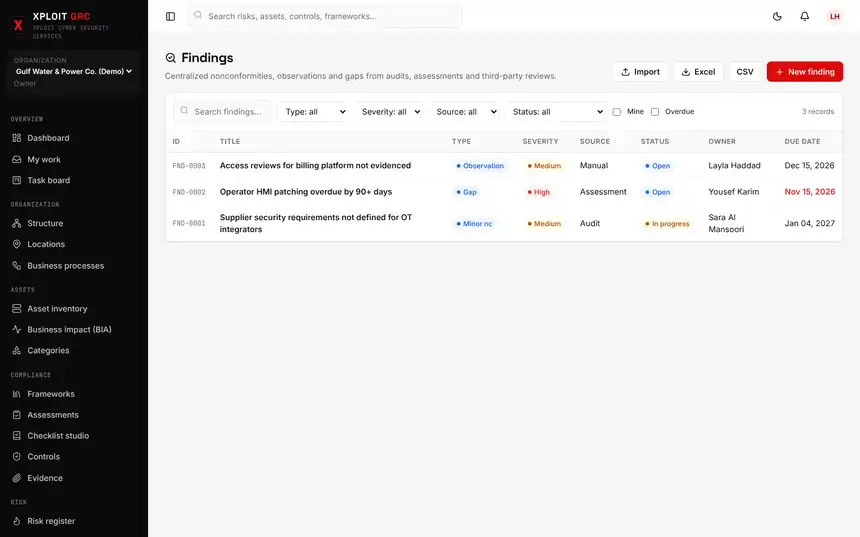 X
XPLOIT GRC
XPLOIT CYBER SECURITY
SERVICES
ORGANIZATION
Gulf Water & Power Co. (Demo)
Owner
OVERVIEW
Dashboard
My work
Task board
ORGANIZATION
Structure
Locations
Business processes
ASSETS
Asset inventory
Business impact (BIA)
Categories
COMPLIANCE
Frameworks
Assessments
Checklist studio
Controls
Evidence
RISK
Risk register
Search risks, assets, controls, frameworks...
LH
Findings
Centralized nonconformities, observations and gaps from audits, assessments and third-party reviews.
Import
Excel
CSV
New finding
Search findings...
Type: all
Severity: all
Source: all
Status: all
Mine
Overdue
3 records
ID TITLE TYPE SEVERITY SOURCE STATUS OWNER DUE DATE
FND-0003 Access reviews for billing platform not evidenced Observation Medium Manual Open Layla Haddad Dec 15, 2026
FND-0002 Operator HMI patching overdue by 90+ days Gap High Assessment Open Yousef Karim Nov 15, 2026
FND-0001 Supplier security requirements not defined for OT integrators Minor nc Medium Audit In progress Sara Al Mansoori Jan 04, 2027